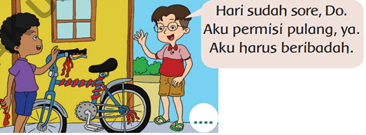 Hari sudah sore, Do.
Aku permisi pulang, ya.
Aku harus beribadah.
....